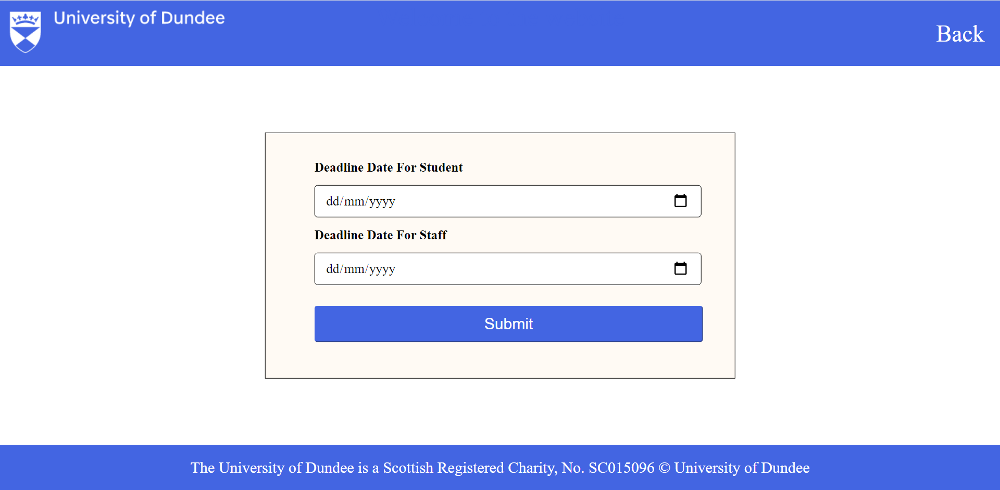 University of Dundee
Back
Deadline Date For Student
dd/mm/yyyy
Deadline Date For Staff
dd/mm/yyyy
Submit
The University of Dundee is a Scottish Registered Charity, No. SC015096 © University of Dundee